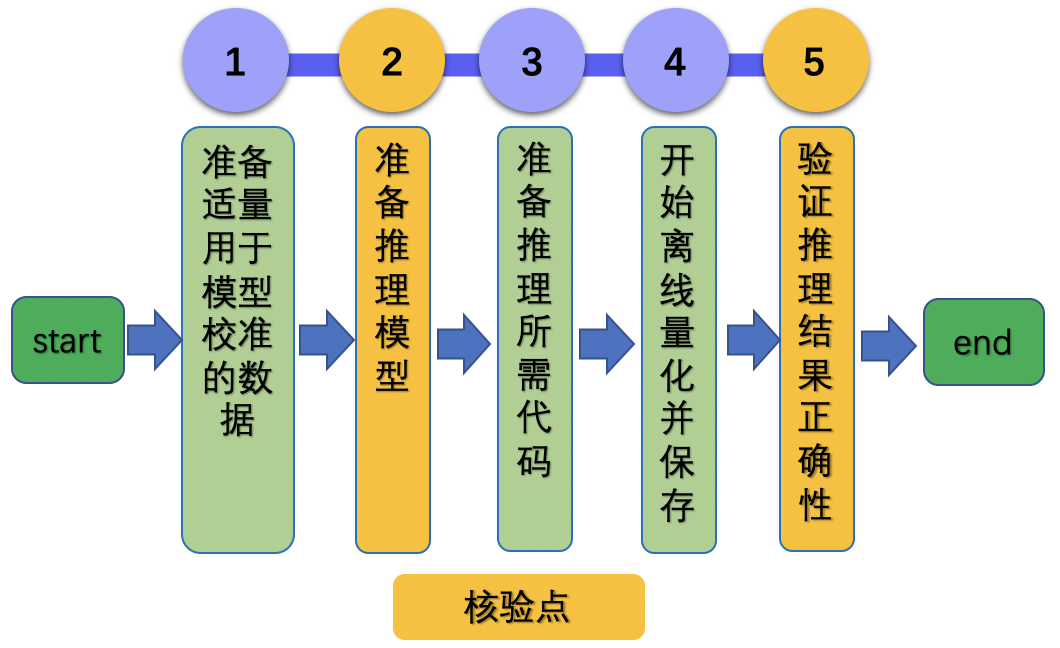 1
2
3
4
5
准备
适量
用于
模型
校准
的数
据
准
备
推
理
模
型
准
备
推
理
所
需
代
码
开
始
离
线
量
化
并
保
存
验
证
推
理
结
果
正
确
性
start
end
核验点